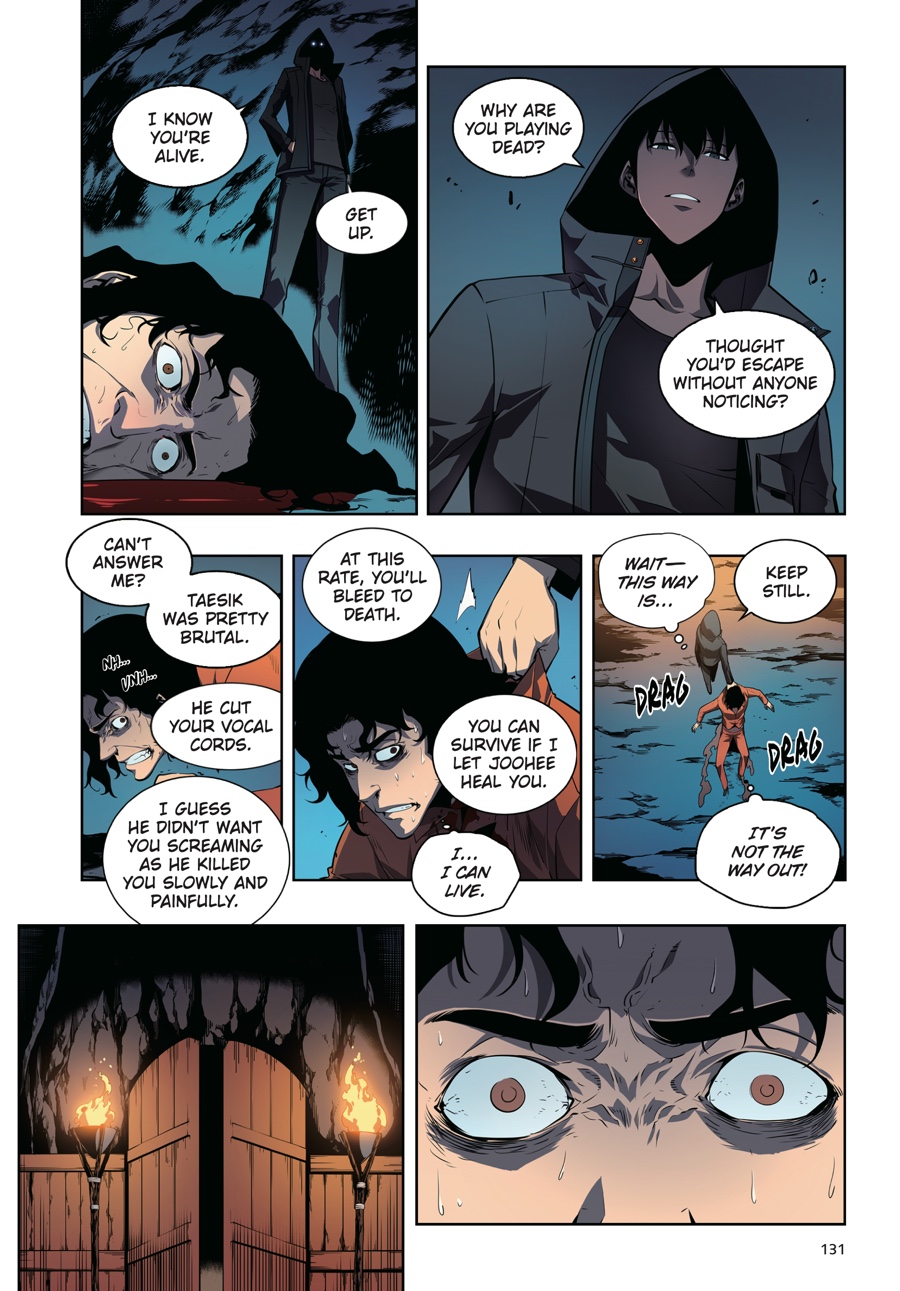 I KNOW
YOU'RE
ALIVE.
GET
UP.
WHY ARE
YOU PLAYING
DEAD?
THOUGHT
YOU'D ESCAPE
WITHOUT ANYONE
NOTICING?
CAN'T
ANSWER
ME?
TAESIK
WAS PRETTY
BRUTAL.
NH...
UNH...
HE CUT
YOUR VOCAL
CORDS.
I GUESS
HE DIDN'T WANT
YOU SCREAMING
AS HE KILLED
YOU SLOWLY AND
PAINFULLY.
AT THIS
RATE, YOU'LL
BLEED TO
DEATH.
YOU CAN
SURVIVE IF I
LET JOOHEE
HEAL YOU.
I...
I CAN
LIVE.
WAIT—
THIS WAY
IS...
KEEP
STILL.
DRAG
DRAG
IT'S
NOT THE
WAY OUT!
131